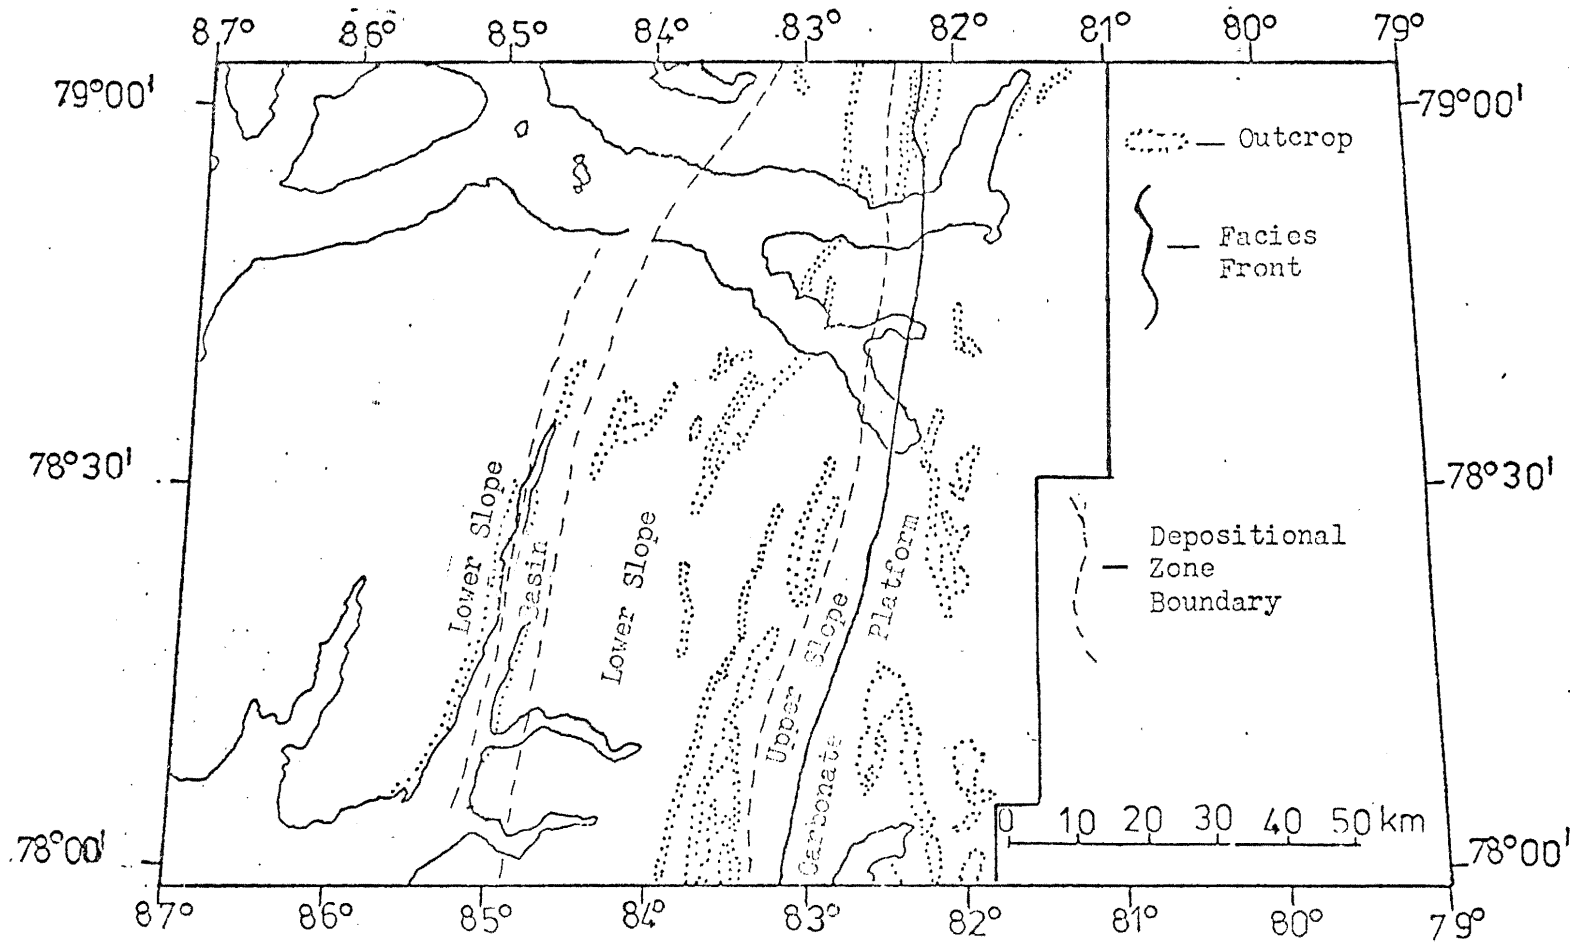 87° 86° 85° 84° 83° 82° 81° 80° 79°
79°00' 79°00'
Outcrop
Facies
Front
78°30' 78°30'
Lower Slope
Basin
Lower Slope
Upper Slope
Carbonate Platform
Depositional
Zone
Boundary
0 10 20 30 40 50 km
78°00' 78°00'
87° 86° 85° 84° 83° 82° 81° 80° 79°